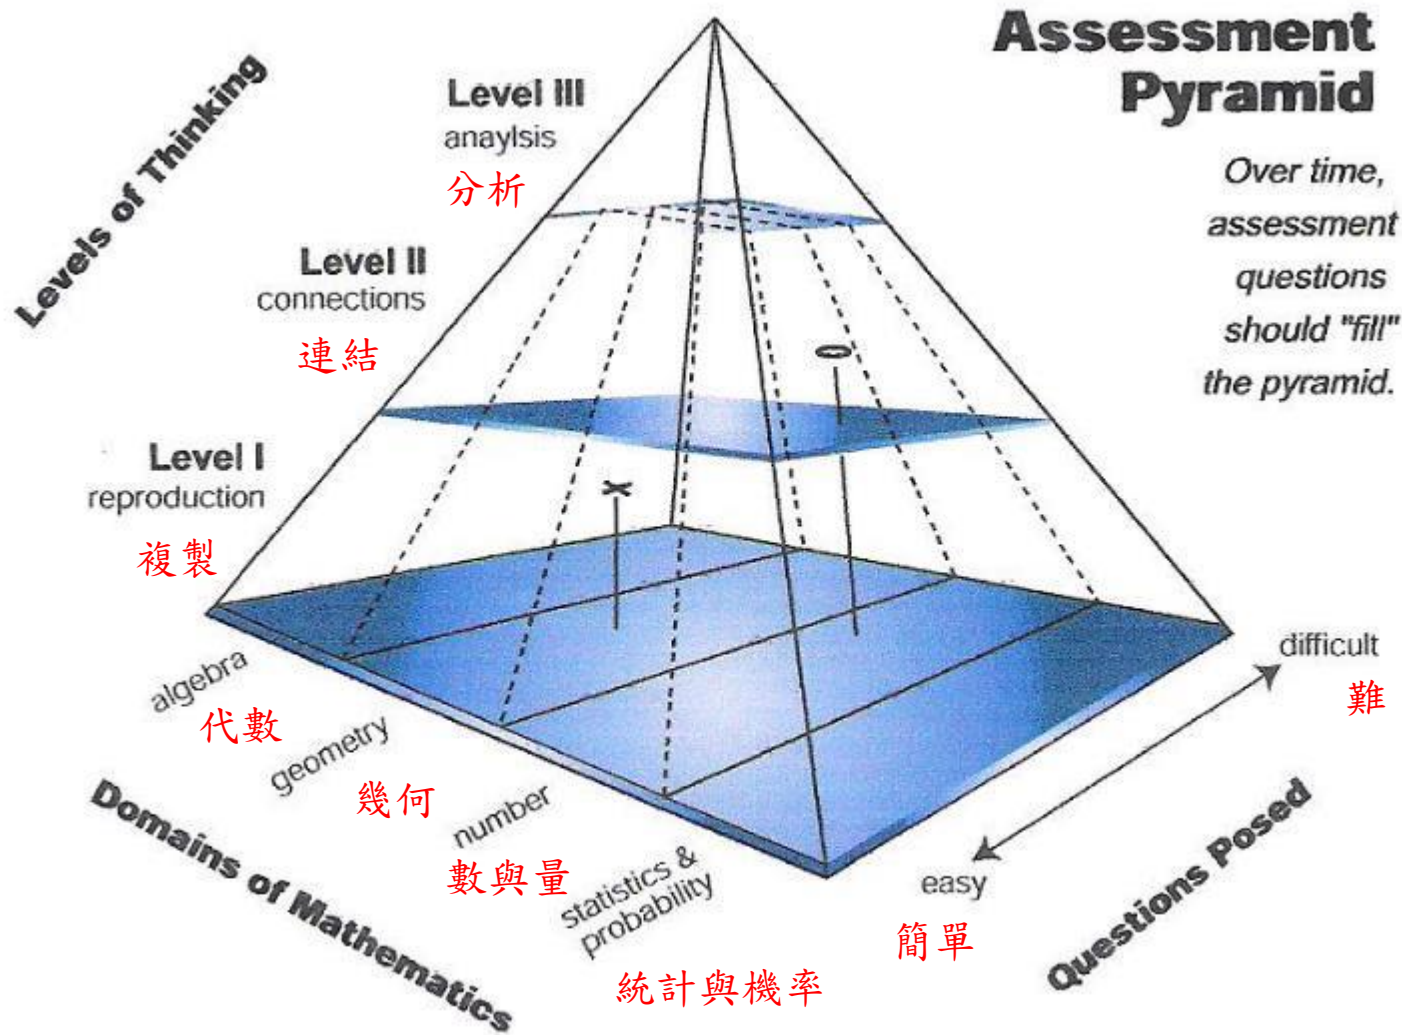 Assessment
Pyramid
Over time,
assessment
questions
should "fill"
the pyramid.
Levels of Thinking
Level III
anaylsis
分析
Level II
connections
連結
Level I
reproduction
複製
algebra
代數
geometry
幾何
number
數與量
statistics &
probability
統計與機率
Domains of Mathematics
difficult
難
easy
簡單
Questions Posed